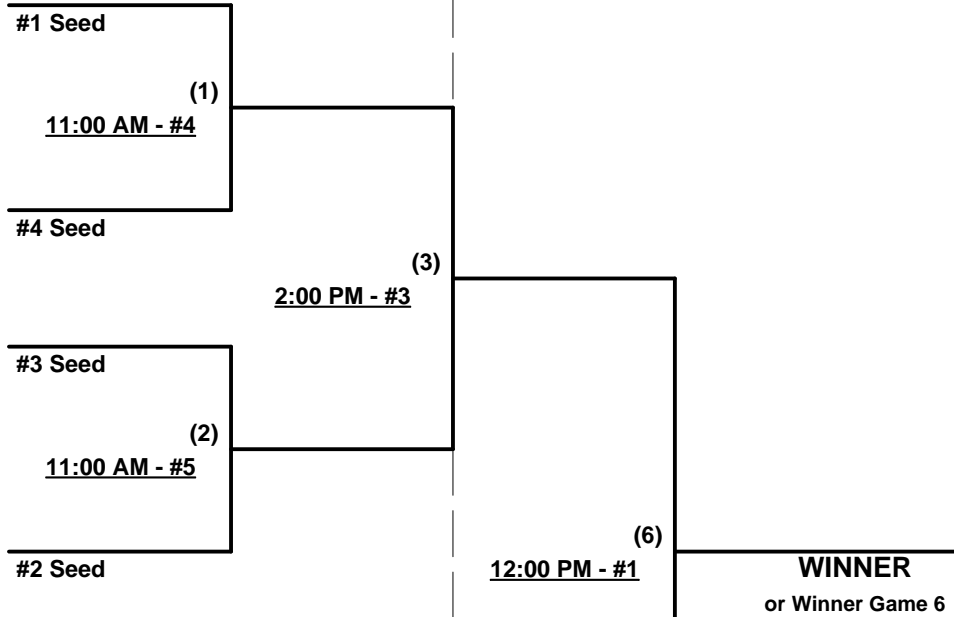 #1 Seed
(1)
11:00 AM - #4
#4 Seed
(3)
2:00 PM - #3
#3 Seed
(2)
11:00 AM - #5
#2 Seed
(6)
12:00 PM - #1
WINNER
or Winner Game 6